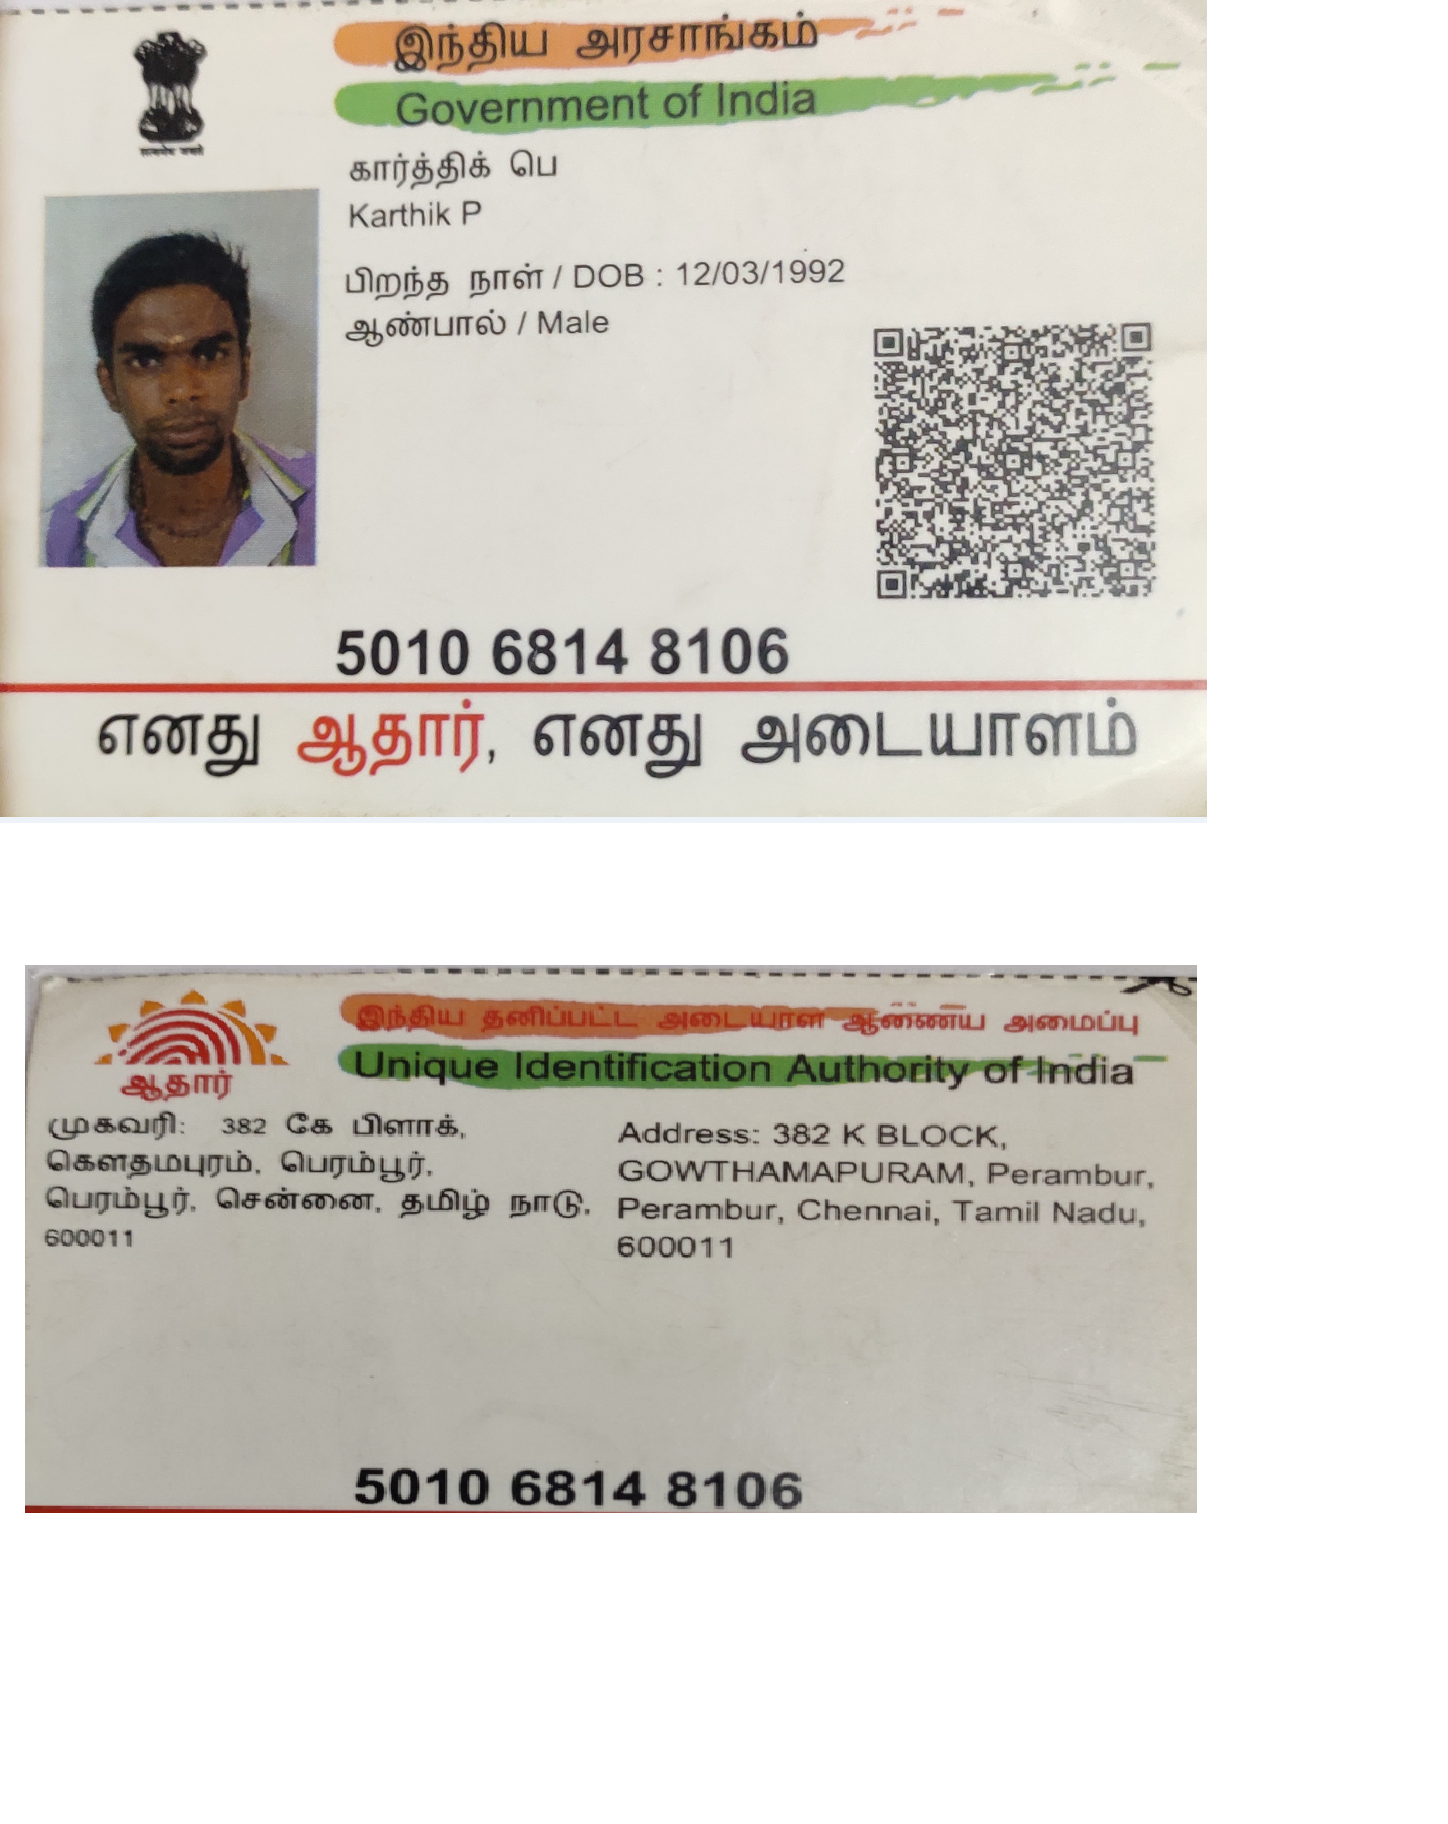 இந்திய அரசாங்கம்
Government of India
கார்த்திக் பெ
Karthik P
பிறந்த நாள் / DOB : 12/03/1992
ஆண்பால் / Male
5010 6814 8106
எனது ஆதார், எனது அடையாளம்
இந்திய தனிப்பட்ட அடையாள ஆணைய அமைப்பு
Unique Identification Authority of India
ஆதார்
முகவரி: 382 கே பிளாக்,
கௌதமபுரம், பெரம்பூர்,
பெரம்பூர், சென்னை, தமிழ் நாடு,
600011
Address: 382 K BLOCK,
GOWTHAMAPURAM, Perambur,
Perambur, Chennai, Tamil Nadu,
600011
5010 6814 8106